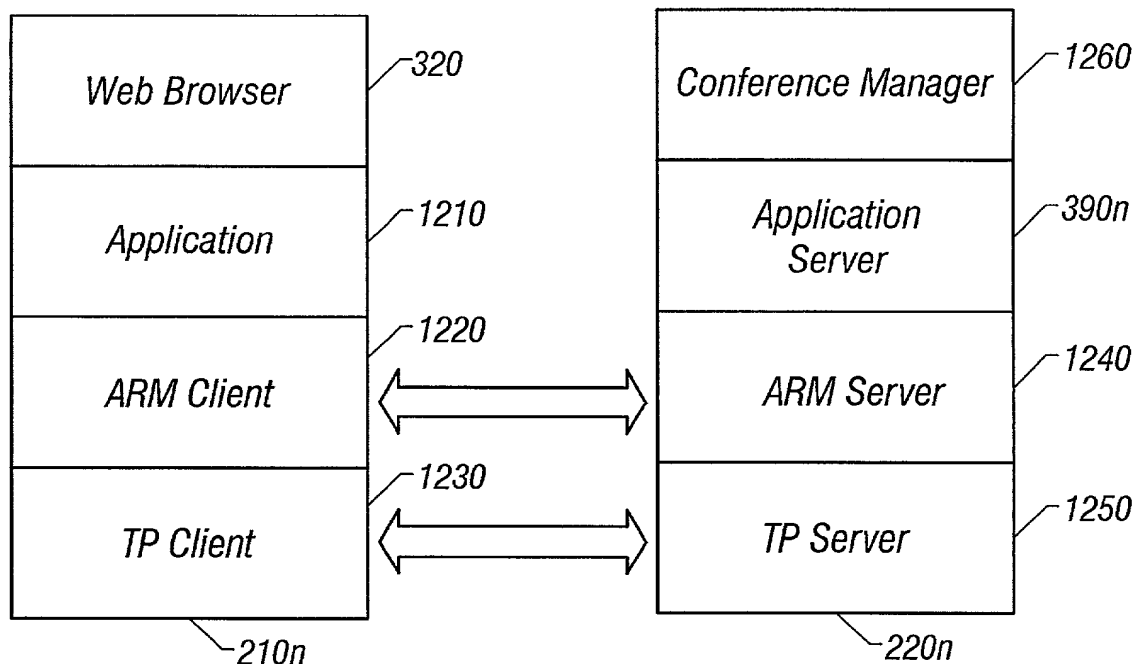 Web Browser
320
Application
1210
ARM Client
1220
TP Client
1230
210n
Conference Manager
1260
Application
Server
390n
ARM Server
1240
TP Server
1250
220n